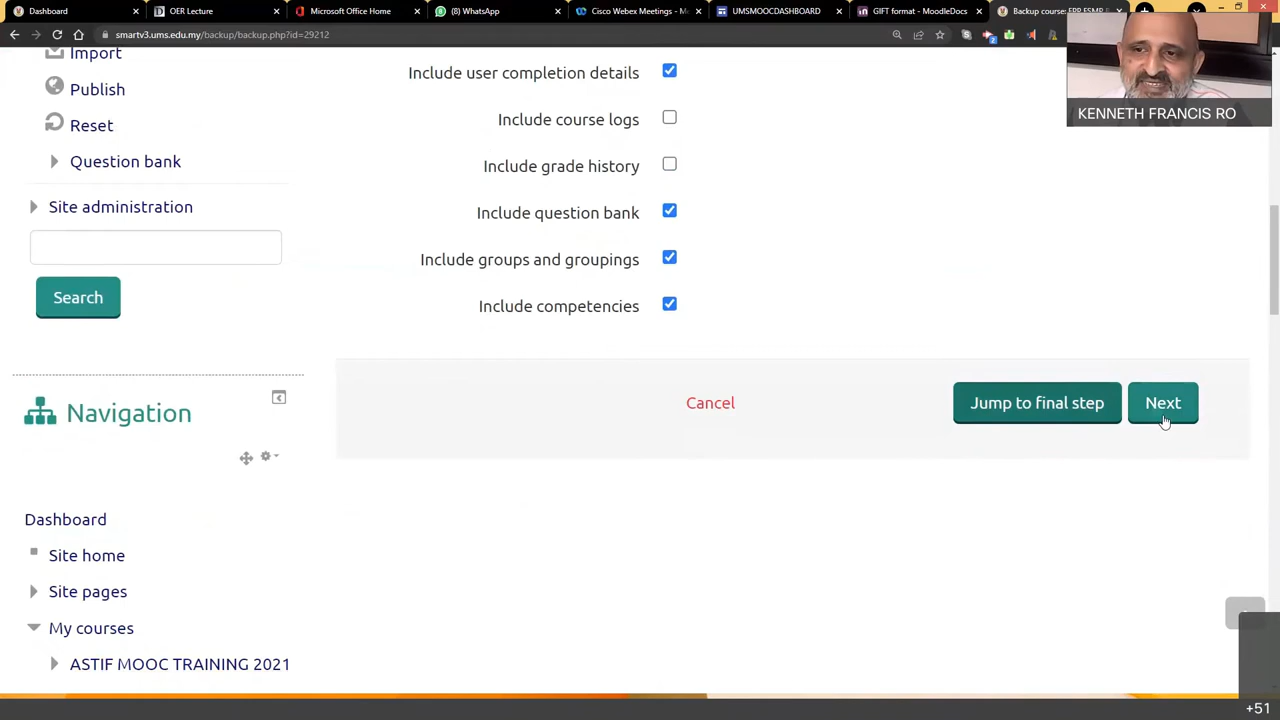 Dashboard
OER Lecture
Microsoft Office Home
(8) WhatsApp
Cisco Webex Meetings - Me
UMSMOOCDASHBOARD
GIFT format - MoodleDocs
Backup course:
smartv3.ums.edu.my/backup/backup.php?id=29212
Import
Publish
Reset
Question bank
Site administration
Search
Navigation
Dashboard
Site home
Site pages
My courses
ASTIF MOOC TRAINING 2021
Include user completion details
Include course logs
Include grade history
Include question bank
Include groups and groupings
Include competencies
Cancel
Jump to final step
Next
KENNETH FRANCIS RO
+51